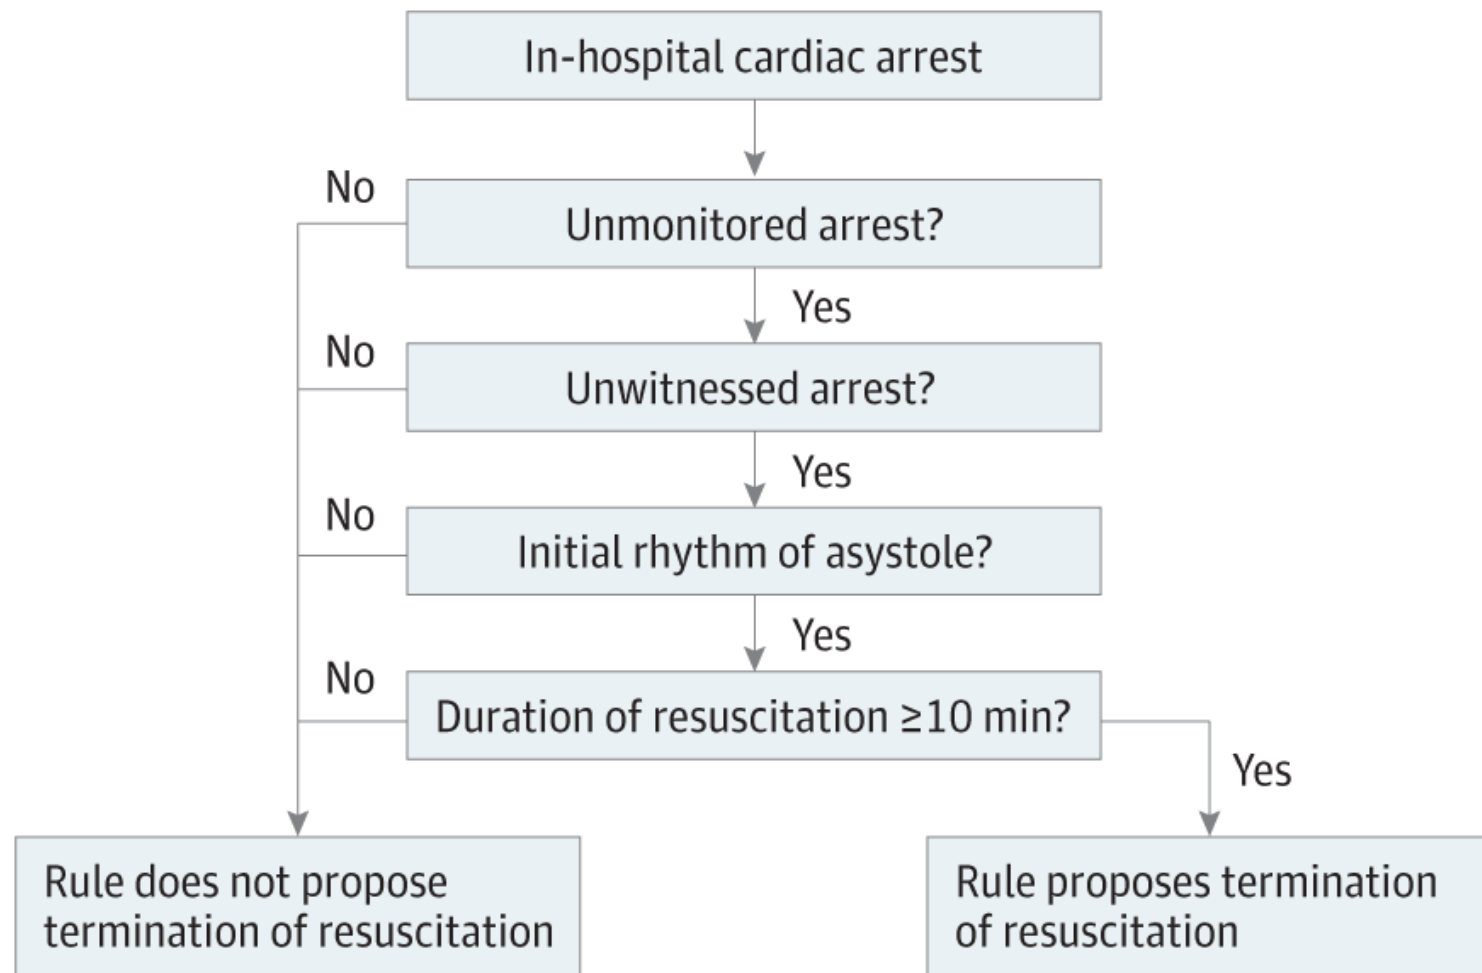 In-hospital cardiac arrest
No
Unmonitored arrest?
Yes
No
Unwitnessed arrest?
Yes
No
Initial rhythm of asystole?
Yes
No
Duration of resuscitation ≥10 min?
Yes
Rule does not propose
termination of resuscitation
Rule proposes termination
of resuscitation